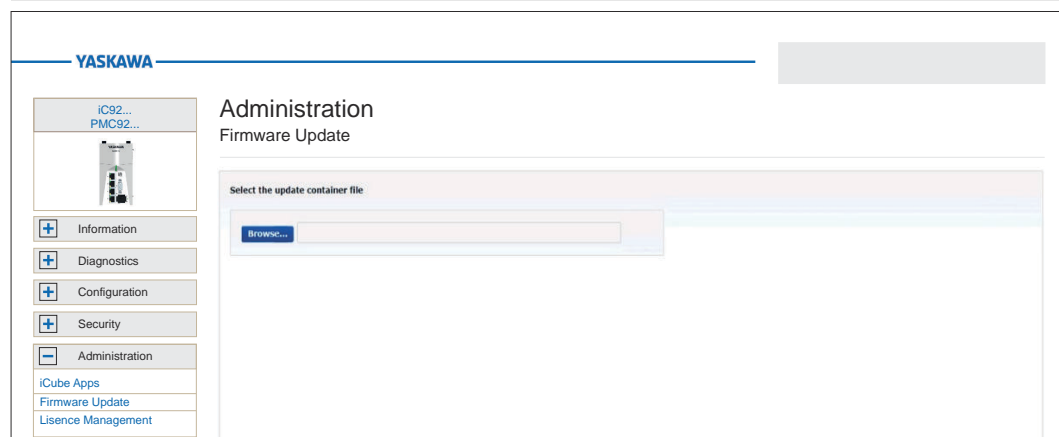 YASKAWA
iC92...
PMC92...
Administration
Firmware Update
Select the update container file
Browse...
Information
Diagnostics
Configuration
Security
Administration
iCube Apps
Firmware Update
Lisence Management